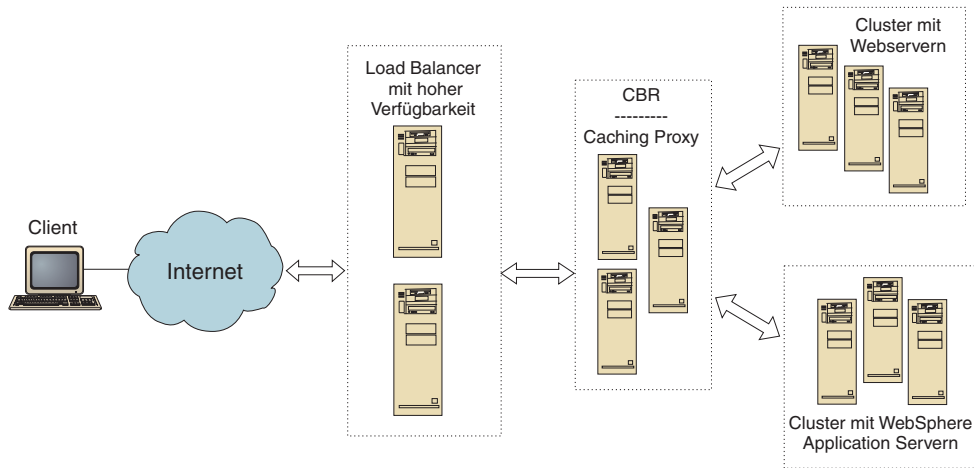 Client
Internet
Load Balancer
mit hoher
Verfügbarkeit
CBR
---------
Caching Proxy
Cluster mit
Webservern
Cluster mit WebSphere
Application Servern